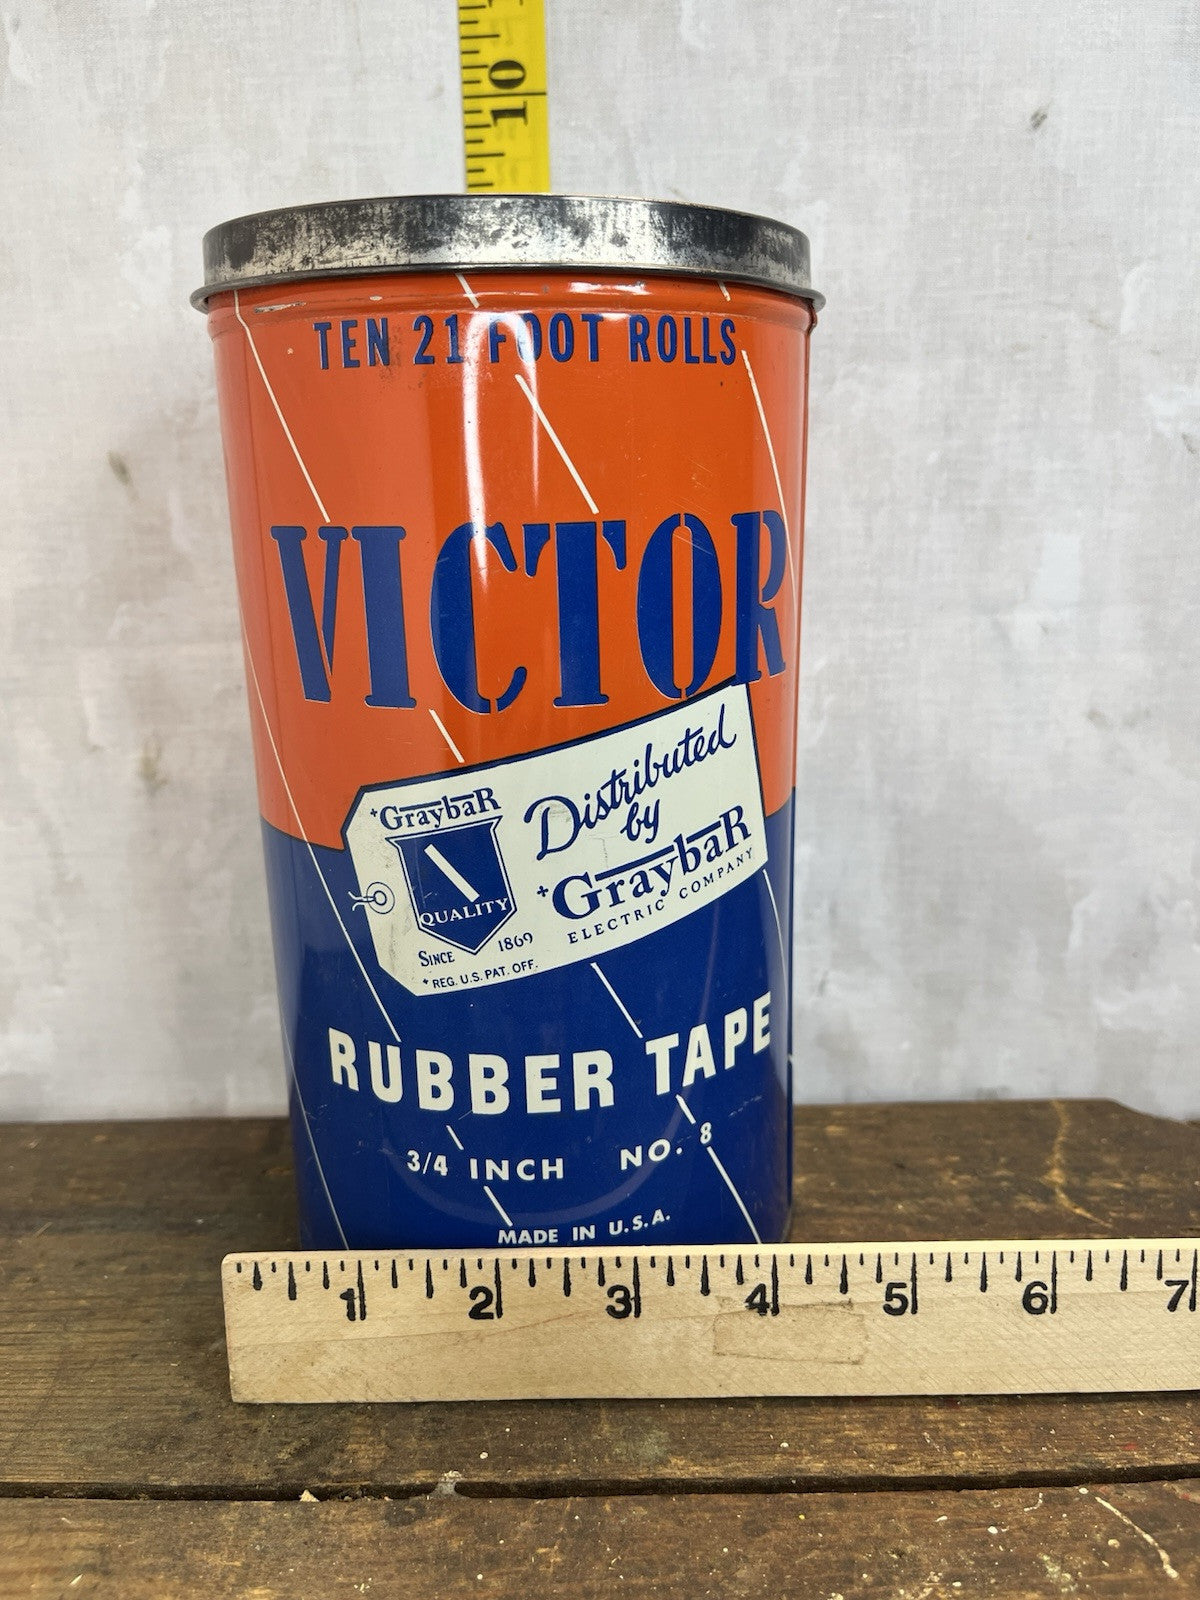 10
TEN 21 FOOT ROLLS
VICTOR
+GraybaR
QUALITY
SINCE 1869
+REG. U.S. PAT. OFF.
Distributed
by
+GraybaR
ELECTRIC COMPANY
RUBBER TAPE
3/4 INCH NO. 8
MADE IN U.S.A.
1 2 3 4 5 6 7